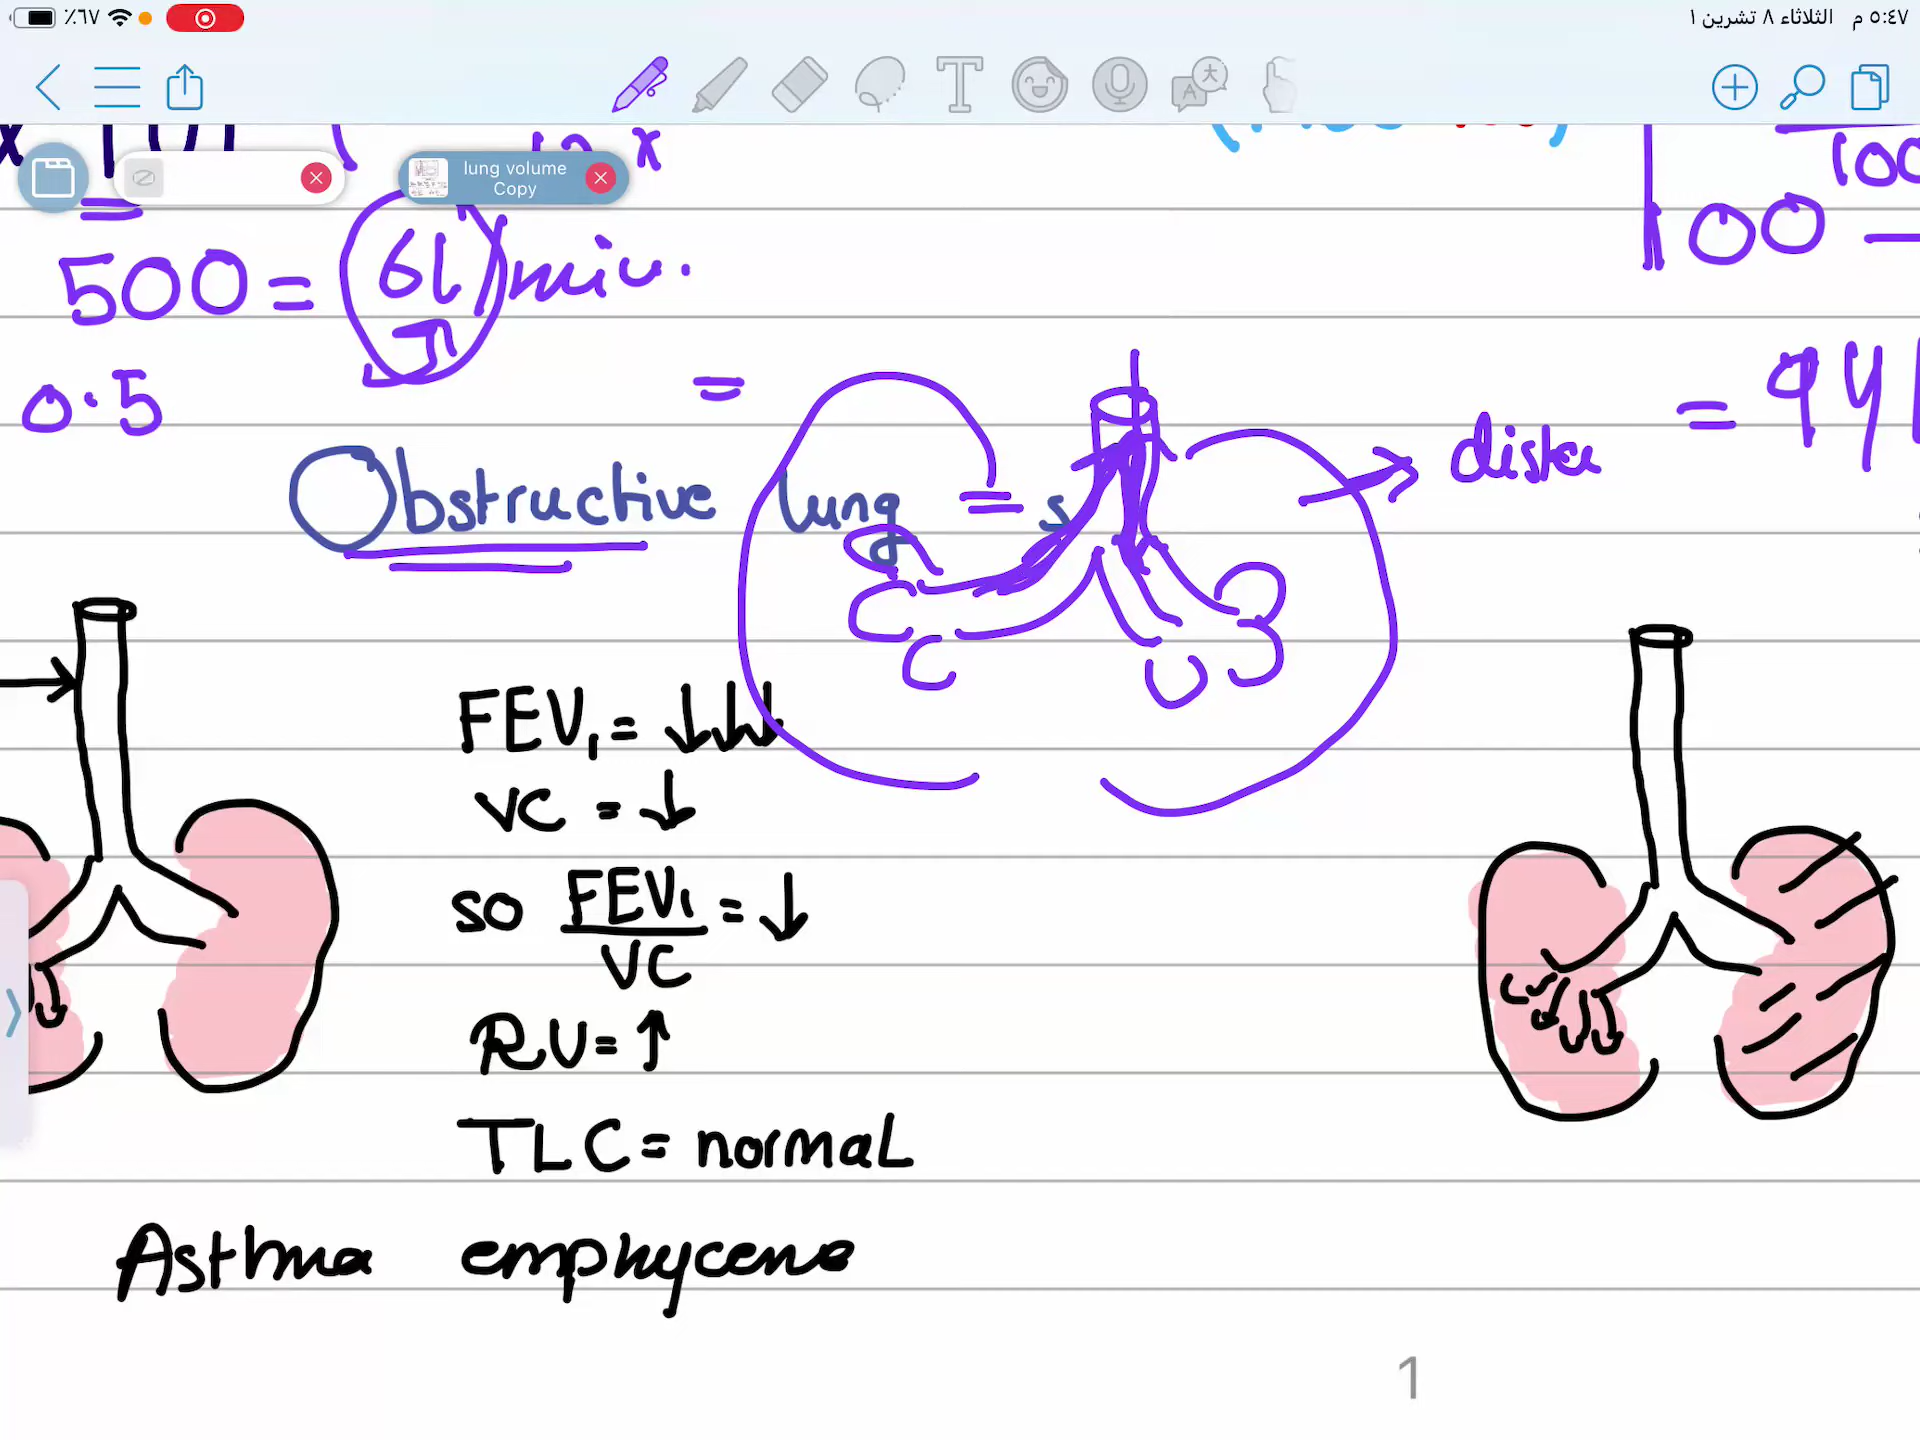 ٪٦٧
٥:٤٧ م الثلاثاء ٨ تشرين ١
lung volume
Copy
100
500 = 6L/min.
00
0.5
=
= 94
Obstructive lung
=
s
FEV1 = ↓↓↓
VC = ↓
so FEV1 = ↓
VC
RV = ↑
TLC = normal
Asthma emphycema
1